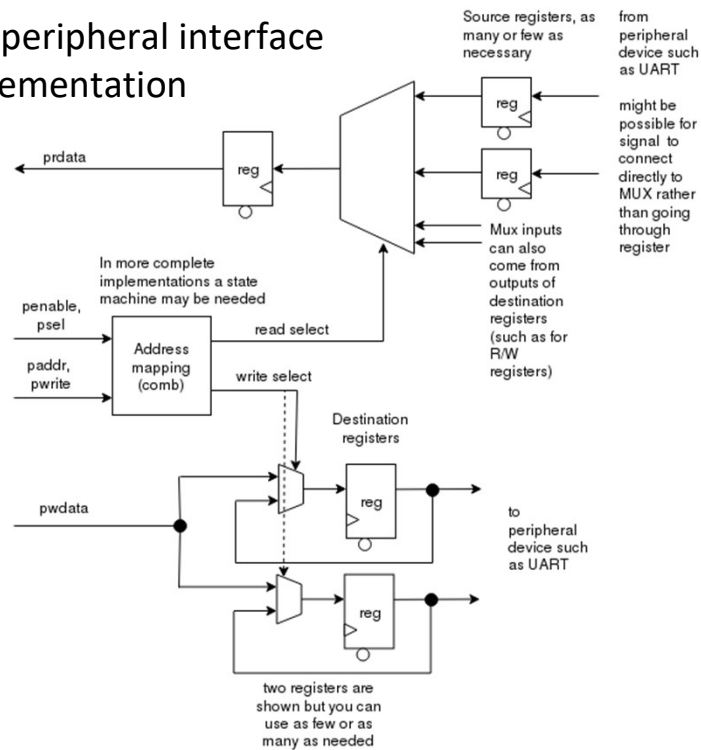 peripheral interface
ementation
Source registers, as
many or few as
necessary
from
peripheral
device such
as UART
might be
possible for
signal to
connect
directly to
MUX rather
than going
through
register
reg
reg
prdata
reg
Mux inputs
can also
come from
outputs of
destination
registers
(such as for
R/W
registers)
In more complete
implementations a state
machine may be needed
penable,
psel
paddr,
pwrite
Address
mapping
(comb)
read select
write select
Destination
registers
reg
pwdata
to
peripheral
device such
as UART
reg
two registers are
shown but you can
use as few or as
many as needed